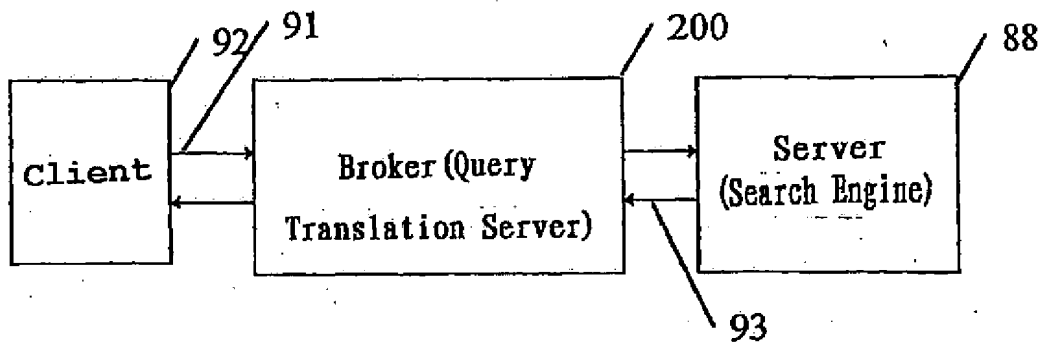 92
91
200
88
Client
Broker(Query
Translation Server)
Server
(Search Engine)
93